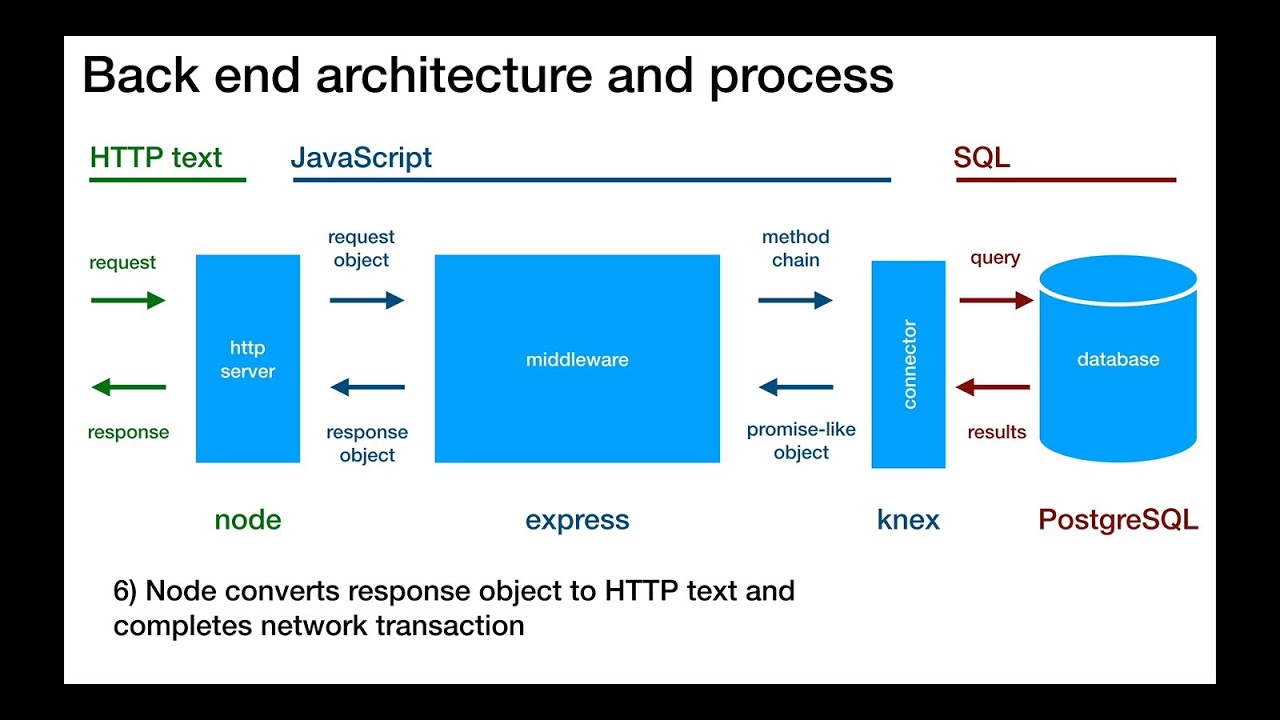 Back end architecture and process
HTTP text
JavaScript
SQL
request
request
object
method
chain
query
http
server
middleware
connector
database
response
response
object
promise-like
object
results
node
express
knex
PostgreSQL
6) Node converts response object to HTTP text and
completes network transaction